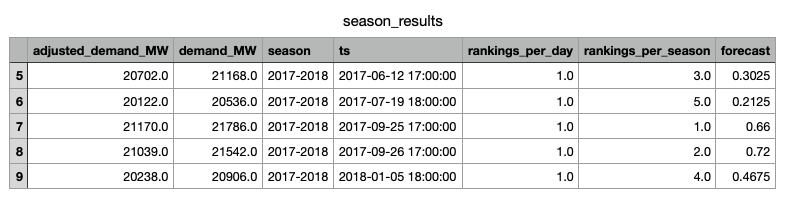 season_results
adjusted_demand_MW demand_MW season ts rankings_per_day rankings_per_season forecast
5 20702.0 21168.0 2017-2018 2017-06-12 17:00:00 1.0 3.0 0.3025
6 20122.0 20536.0 2017-2018 2017-07-19 18:00:00 1.0 5.0 0.2125
7 21170.0 21786.0 2017-2018 2017-09-25 17:00:00 1.0 1.0 0.66
8 21039.0 21542.0 2017-2018 2017-09-26 17:00:00 1.0 2.0 0.72
9 20238.0 20906.0 2017-2018 2018-01-05 18:00:00 1.0 4.0 0.4675